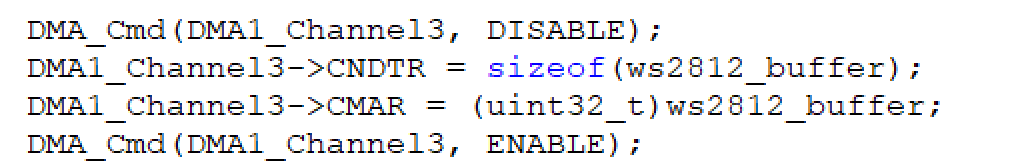 DMA_Cmd(DMA1_Channel3, DISABLE);
DMA1_Channel3->CNDTR = sizeof(ws2812_buffer);
DMA1_Channel3->CMAR = (uint32_t)ws2812_buffer;
DMA_Cmd(DMA1_Channel3, ENABLE);